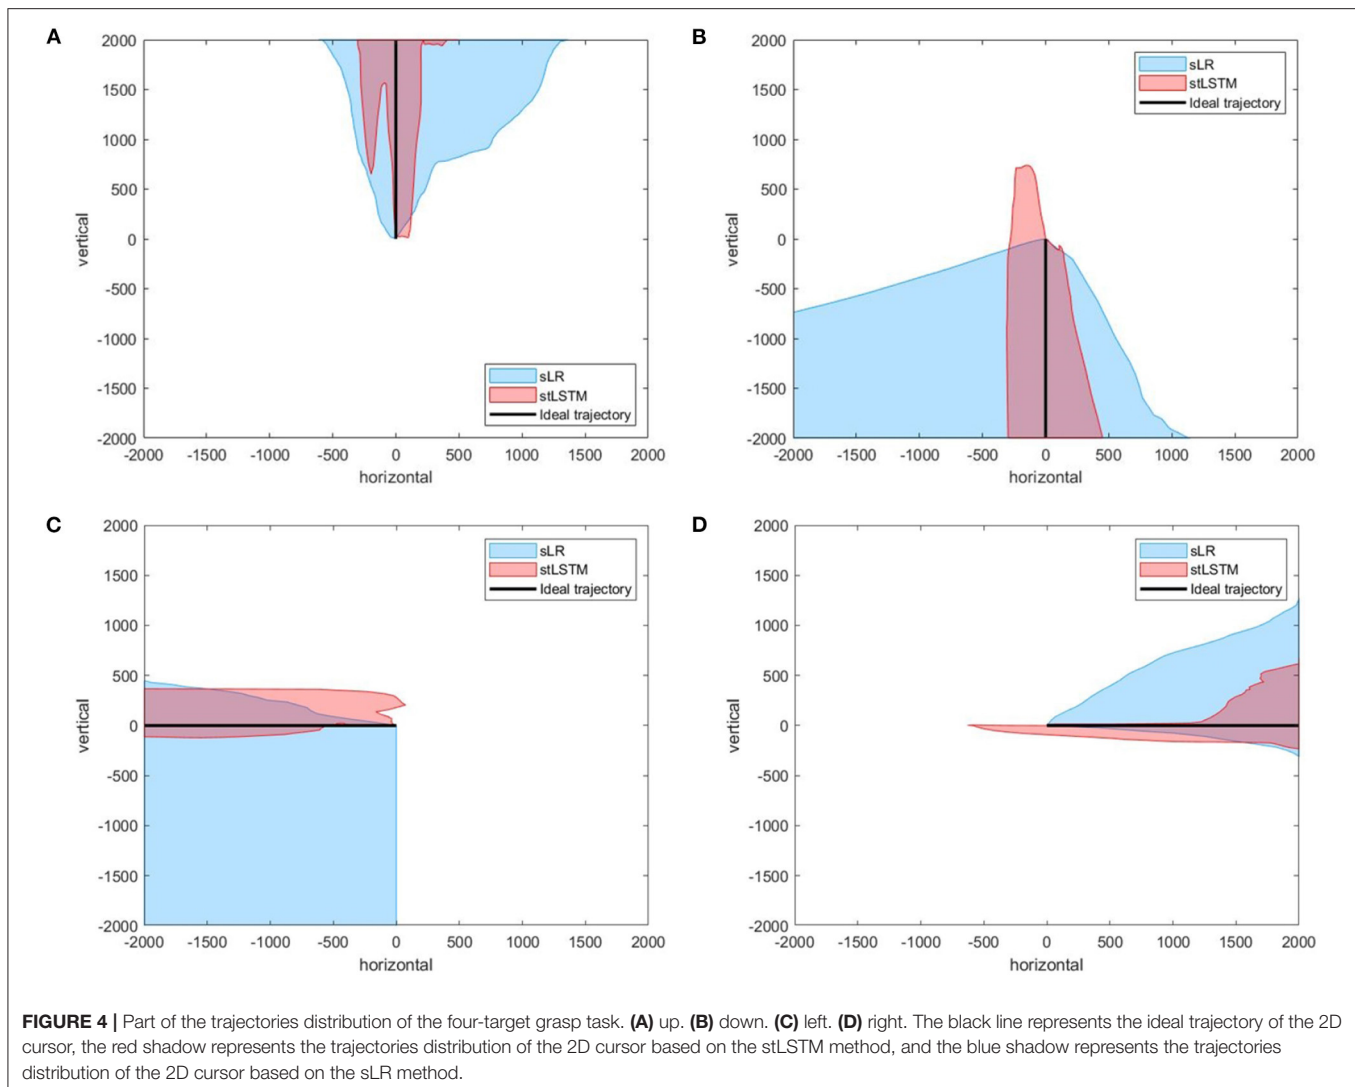 A
2000
1500
1000
500
0
-500
-1000
-1500
-2000
vertical
-2000 -1500 -1000 -500 0 500 1000 1500 2000
horizontal
sLR
stLSTM
Ideal trajectory
B
2000
1500
1000
500
0
-500
-1000
-1500
-2000
vertical
-2000 -1500 -1000 -500 0 500 1000 1500 2000
horizontal
sLR
stLSTM
Ideal trajectory
C
2000
1500
1000
500
0
-500
-1000
-1500
-2000
vertical
-2000 -1500 -1000 -500 0 500 1000 1500 2000
horizontal
sLR
stLSTM
Ideal trajectory
D
2000
1500
1000
500
0
-500
-1000
-1500
-2000
vertical
-2000 -1500 -1000 -500 0 500 1000 1500 2000
horizontal
sLR
stLSTM
Ideal trajectory
FIGURE 4 | Part of the trajectories distribution of the four-target grasp task. (A) up. (B) down. (C) left. (D) right. The black line represents the ideal trajectory of the 2D
cursor, the red shadow represents the trajectories distribution of the 2D cursor based on the stLSTM method, and the blue shadow represents the trajectories
distribution of the 2D cursor based on the sLR method.